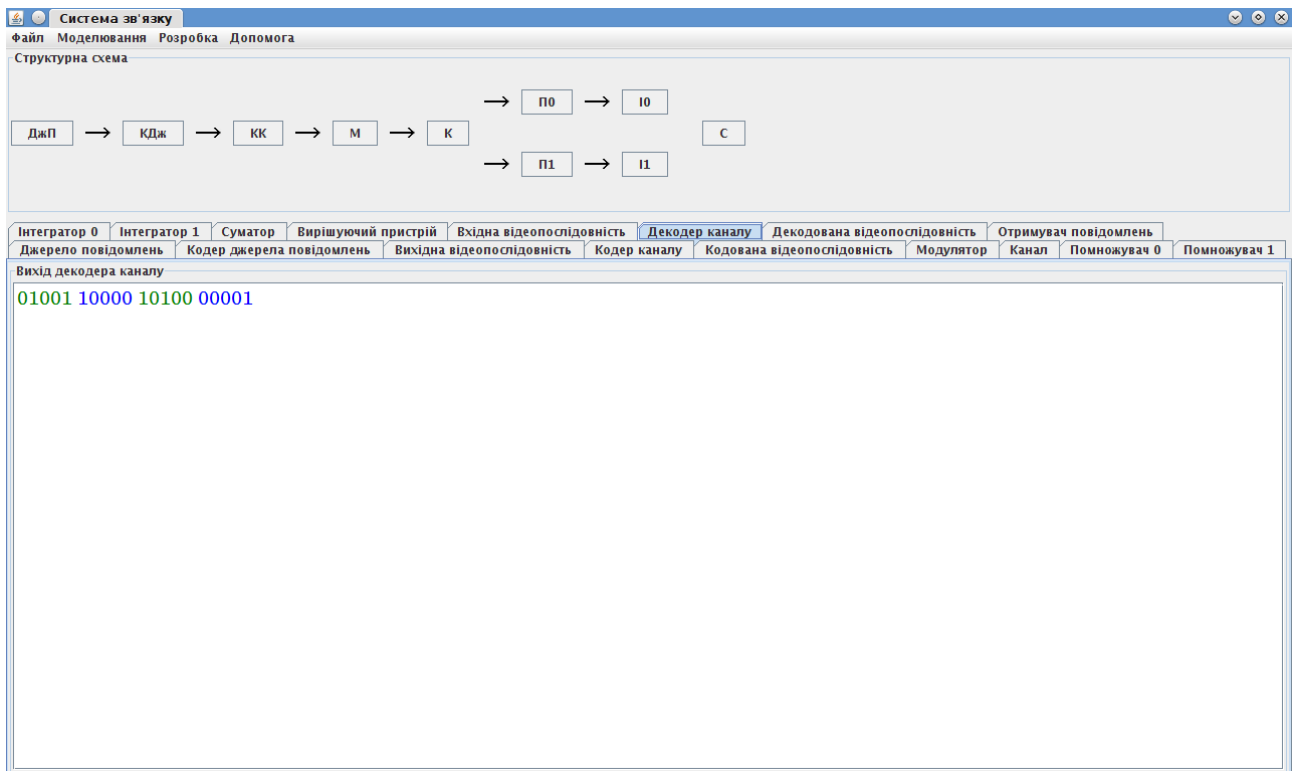 Система зв'язку
Файл Моделювання Розробка Допомога
Структурна схема
П0 І0
ДжП КДж КК М К С
П1 І1
Інтегратор 0 Інтегратор 1 Суматор Вирішуючий пристрій Вхідна відеопослідовність Декодер каналу Декодована відеопослідовність Отримувач повідомлень
Джерело повідомлень Кодер джерела повідомлень Вихідна відеопослідовність Кодер каналу Кодована відеопослідовність Модулятор Канал Помножувач 0 Помножувач 1
Вихід декодера каналу
01001 10000 10100 00001